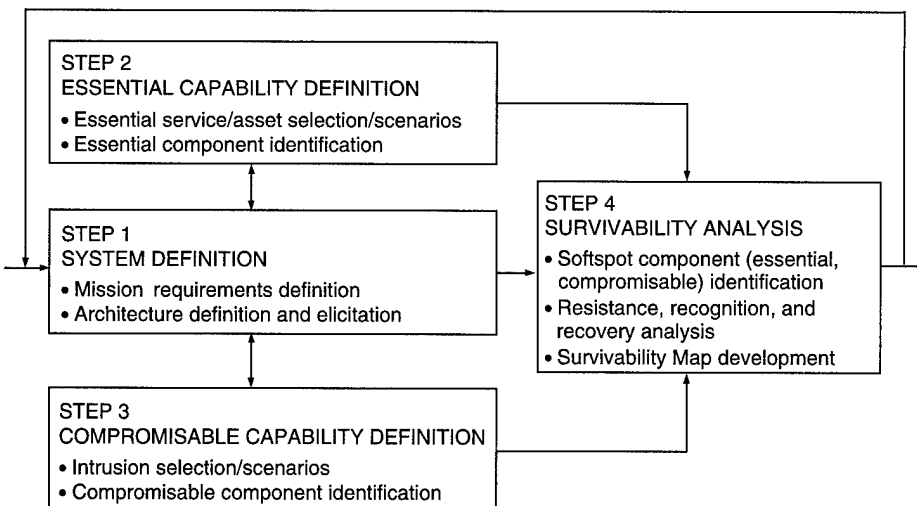 STEP 2
ESSENTIAL CAPABILITY DEFINITION
• Essential service/asset selection/scenarios
• Essential component identification
STEP 1
SYSTEM DEFINITION
• Mission requirements definition
• Architecture definition and elicitation
STEP 3
COMPROMISABLE CAPABILITY DEFINITION
• Intrusion selection/scenarios
• Compromisable component identification
STEP 4
SURVIVABILITY ANALYSIS
• Softspot component (essential,
compromisable) identification
• Resistance, recognition, and
recovery analysis
• Survivability Map development